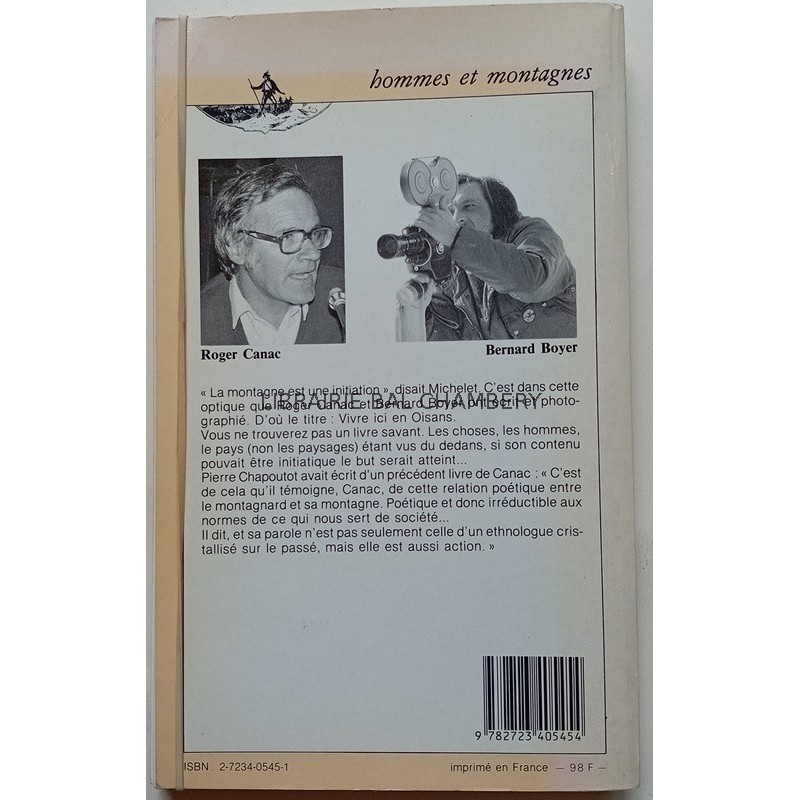 hommes et montagnes
Roger Canac
Bernard Boyer
« La montagne est une initiation », disait Michelet. C'est dans cette
optique que Roger Canac et Bernard Boyer ont écrit et photo-
LIBRAIRIE BAL CHAMBERY
graphié. D'où le titre : Vivre ici en Oisans.
Vous ne trouverez pas un livre savant. Les choses, les hommes,
le pays (non les paysages) étant vus du dedans, si son contenu
pouvait être initiatique le but serait atteint...
Pierre Chapoutot avait écrit d'un précédent livre de Canac : « C'est
de cela qu'il témoigne, Canac, de cette relation poétique entre
le montagnard et sa montagne. Poétique et donc irréductible aux
normes de ce qui nous sert de société...
Il dit, et sa parole n'est pas seulement celle d'un ethnologue cris-
tallisé sur le passé, mais elle est aussi action. »
9 782723 405454
ISBN . 2-7234-0545-1
imprimé en France — 98 F —